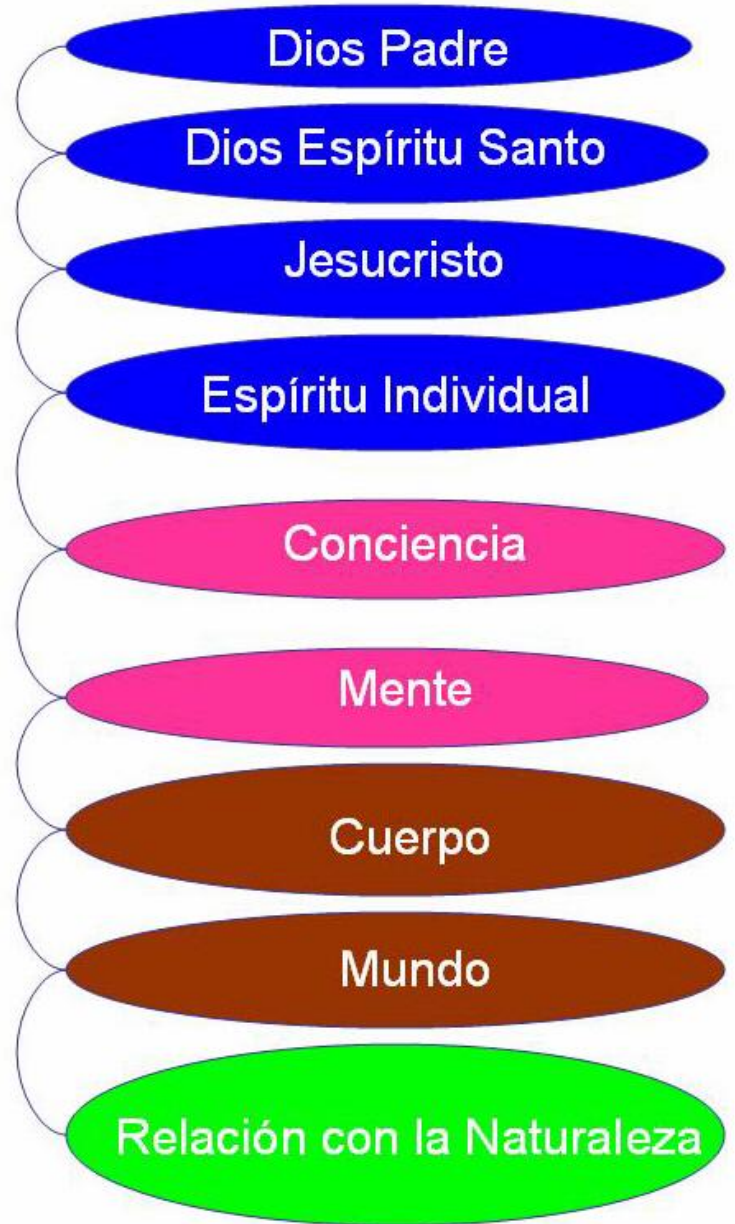 Dios Padre
Dios Espíritu Santo
Jesucristo
Espíritu Individual
Conciencia
Mente
Cuerpo
Mundo
Relación con la Naturaleza